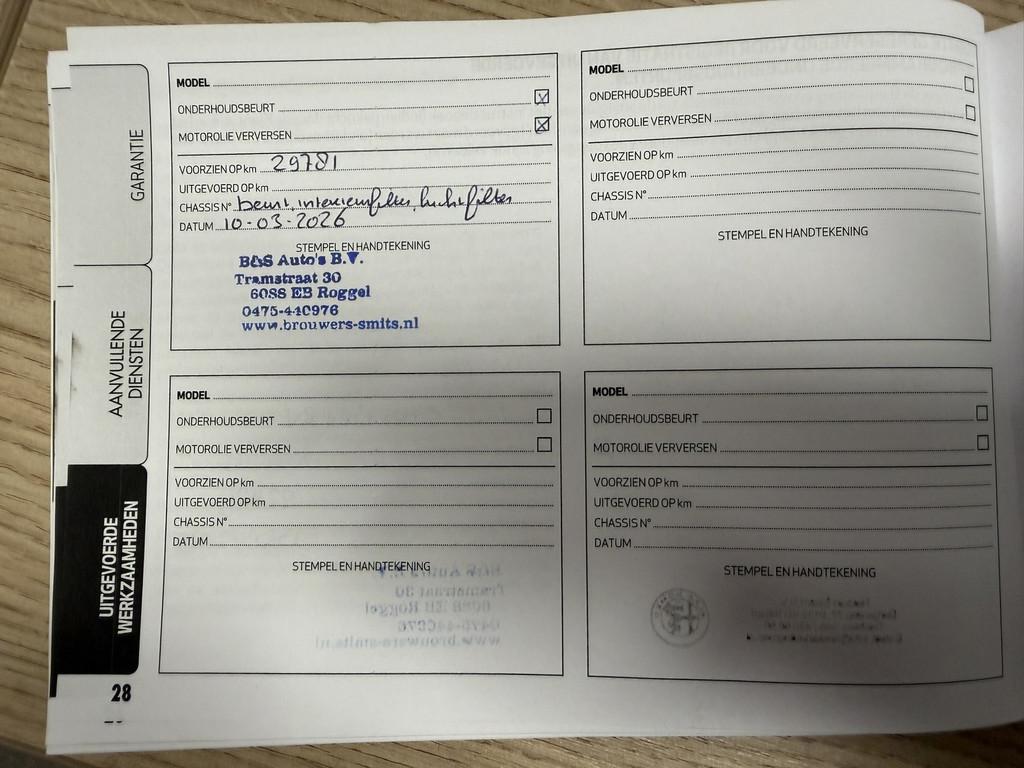 GARANTIE
AANVULLENDE
DIENSTEN
UITGEVOERDE
WERKZAAMHEDEN
MODEL
ONDERHOUDSBEURT
MOTOROLIE VERVERSEN
VOORZIEN OP km 29781
UITGEVOERD OP km
CHASSIS N° beurt, interieurfilter, luchtfilter
DATUM 10-03-2026
STEMPEL EN HANDTEKENING
B&S Auto's B.V.
Tramstraat 30
6088 EB Roggel
0475-440976
www.brouwers-smits.nl
MODEL
ONDERHOUDSBEURT
MOTOROLIE VERVERSEN
VOORZIEN OP km
UITGEVOERD OP km
CHASSIS N°
DATUM
STEMPEL EN HANDTEKENING
MODEL
ONDERHOUDSBEURT
MOTOROLIE VERVERSEN
VOORZIEN OP km
UITGEVOERD OP km
CHASSIS N°
DATUM
STEMPEL EN HANDTEKENING
MODEL
ONDERHOUDSBEURT
MOTOROLIE VERVERSEN
VOORZIEN OP km
UITGEVOERD OP km
CHASSIS N°
DATUM
STEMPEL EN HANDTEKENING
28